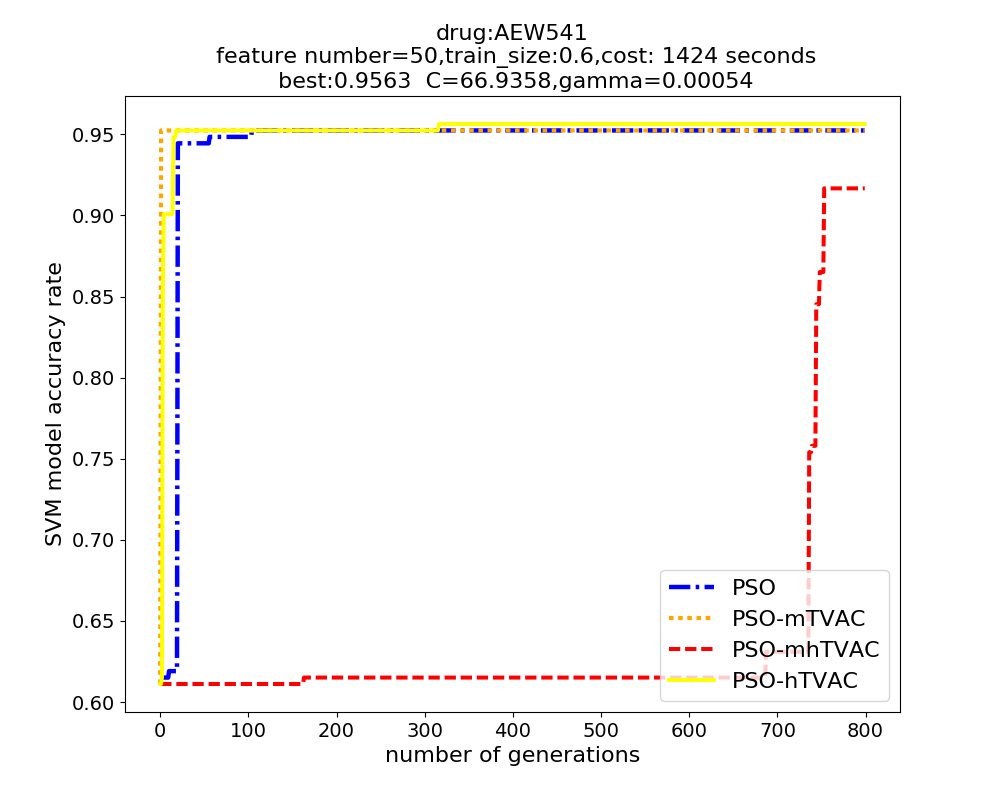 drug:AEW541
feature number=50,train_size:0.6,cost: 1424 seconds
best:0.9563  C=66.9358,gamma=0.00054
SVM model accuracy rate
0.95
0.90
0.85
0.80
0.75
0.70
0.65
0.60
PSO
PSO-mTVAC
PSO-mhTVAC
PSO-hTVAC
0 100 200 300 400 500 600 700 800
number of generations